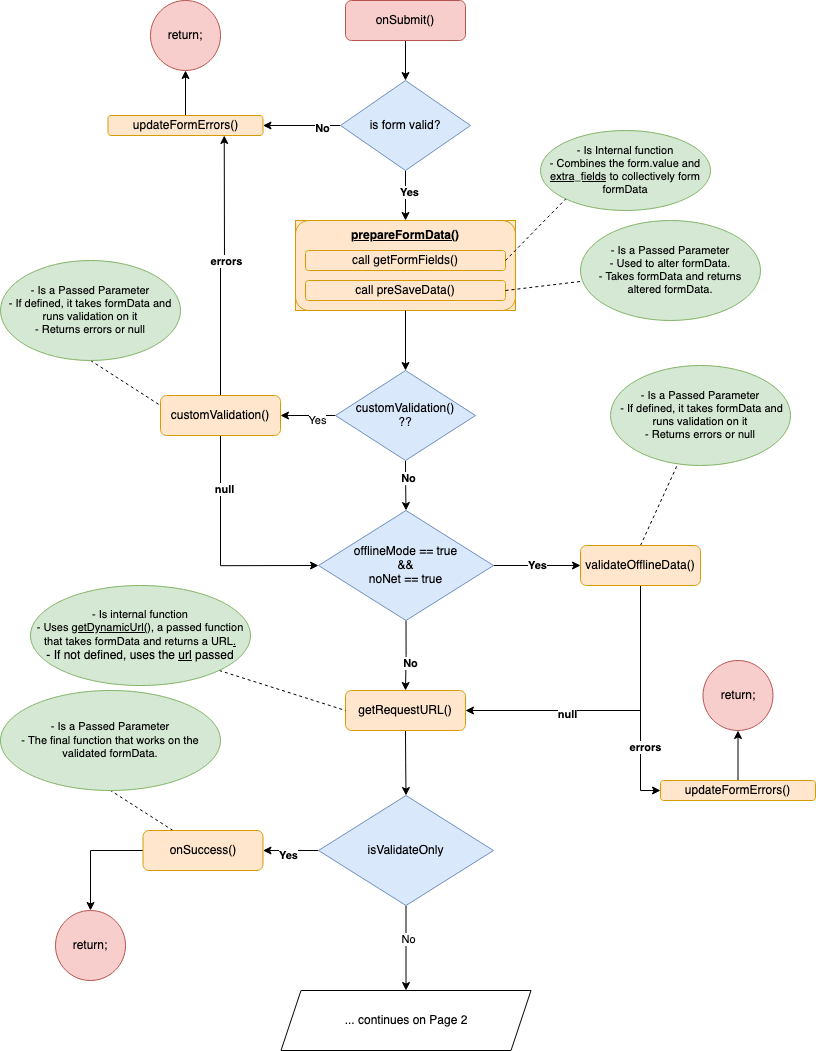 return;
onSubmit()
updateFormErrors()
No
is form valid?
Yes
- Is Internal function
- Combines the form.value and
extra_fields to collectively form
formData
prepareFormData()
call getFormFields()
call preSaveData()
- Is a Passed Parameter
- Used to alter formData.
- Takes formData and returns
altered formData.
errors
- Is a Passed Parameter
- If defined, it takes formData and
runs validation on it
- Returns errors or null
customValidation()
Yes
customValidation()
??
- Is a Passed Parameter
- If defined, it takes formData and
runs validation on it
- Returns errors or null
null
No
offlineMode == true
&&
noNet == true
Yes
validateOfflineData()
- Is internal function
- Uses getDynamicUrl(), a passed function
that takes formData and returns a URL.
- If not defined, uses the url passed
No
getRequestURL()
null
return;
errors
updateFormErrors()
- Is a Passed Parameter
- The final function that works on the
validated formData.
onSuccess()
Yes
isValidateOnly
return;
No
... continues on Page 2